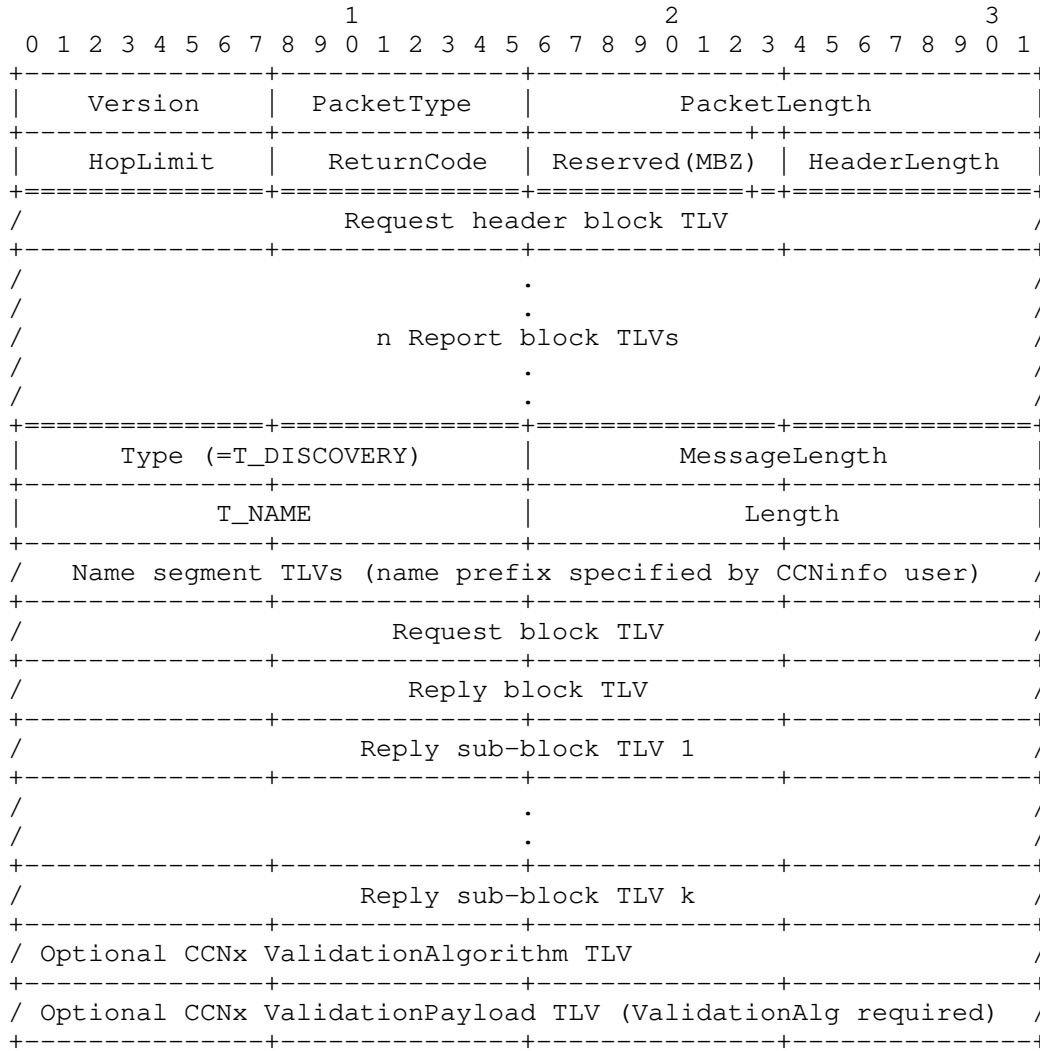 1                   2                   3
 0 1 2 3 4 5 6 7 8 9 0 1 2 3 4 5 6 7 8 9 0 1 2 3 4 5 6 7 8 9 0 1
+---------------+---------------+---------------+---------------+
|    Version    |  PacketType   |         PacketLength          |
+---------------+---------------+-------------+-+---------------+
|    HopLimit   |   ReturnCode  | Reserved(MBZ) | HeaderLength  |
+===============+===============+=============+=+===============+
/                    Request header block TLV                   /
+---------------+---------------+---------------+---------------+
/                               .                               /
/                               .                               /
/                      n Report block TLVs                      /
/                               .                               /
/                               .                               /
+===============+===============+===============+===============+
|      Type (=T_DISCOVERY)      |         MessageLength         |
+---------------+---------------+---------------+---------------+
|            T_NAME             |             Length            |
+---------------+---------------+---------------+---------------+
/   Name segment TLVs (name prefix specified by CCNinfo user)   /
+---------------+---------------+---------------+---------------+
/                       Request block TLV                       /
+---------------+---------------+---------------+---------------+
/                        Reply block TLV                        /
+---------------+---------------+---------------+---------------+
/                     Reply sub-block TLV 1                     /
+---------------+---------------+---------------+---------------+
/                               .                               /
/                               .                               /
+---------------+---------------+---------------+---------------+
/                     Reply sub-block TLV k                     /
+---------------+---------------+---------------+---------------+
/ Optional CCNx ValidationAlgorithm TLV                         /
+---------------+---------------+---------------+---------------+
/ Optional CCNx ValidationPayload TLV (ValidationAlg required)  /
+---------------+---------------+---------------+---------------+